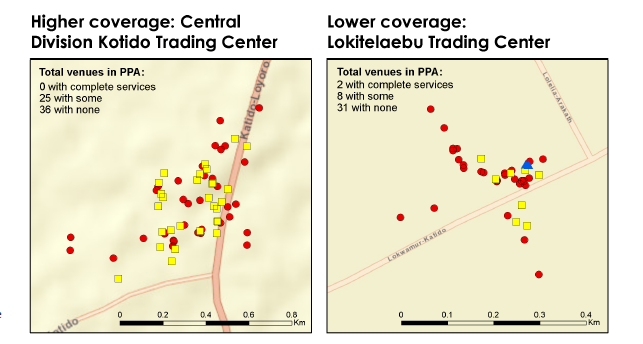 Higher coverage: Central
Division Kotido Trading Center
Total venues in PPA:
0 with complete services
25 with some
36 with none
Katido-Loyoro
otido
0
0.2
0.4
0.6
0.8
Km
Lower coverage:
Lokitelaebu Trading Center
Total venues in PPA:
2 with complete services
8 with some
31 with none
Lokwamur-Katido
0
0.1
0.2
0.3
0.4
Km
e